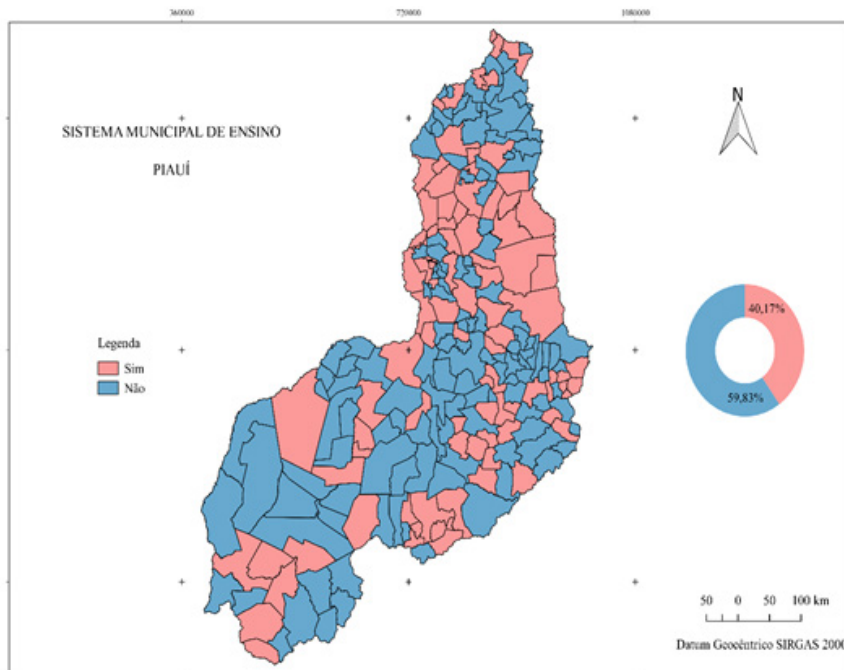 360000 720000 1080000
N
SISTEMA MUNICIPAL DE ENSINO
PIAUÍ
40,17%
Legenda
Sim
Não
59,83%
50 0 50 100 km
Datum Geocêntrico SIRGAS 2000